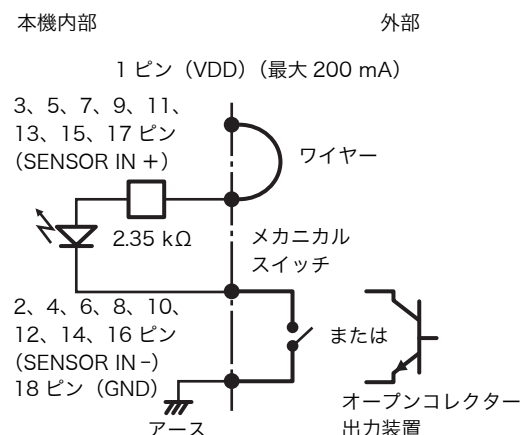 本機内部
外部
1 ピン（VDD）（最大 200 mA）
3、5、7、9、11、
13、15、17 ピン
（SENSOR IN＋）
ワイヤー
2.35 kΩ
メカニカル
スイッチ
2、4、6、8、10、
12、14、16 ピン
（SENSOR IN−）
18 ピン（GND）
または
アース
オープンコレクター
出力装置